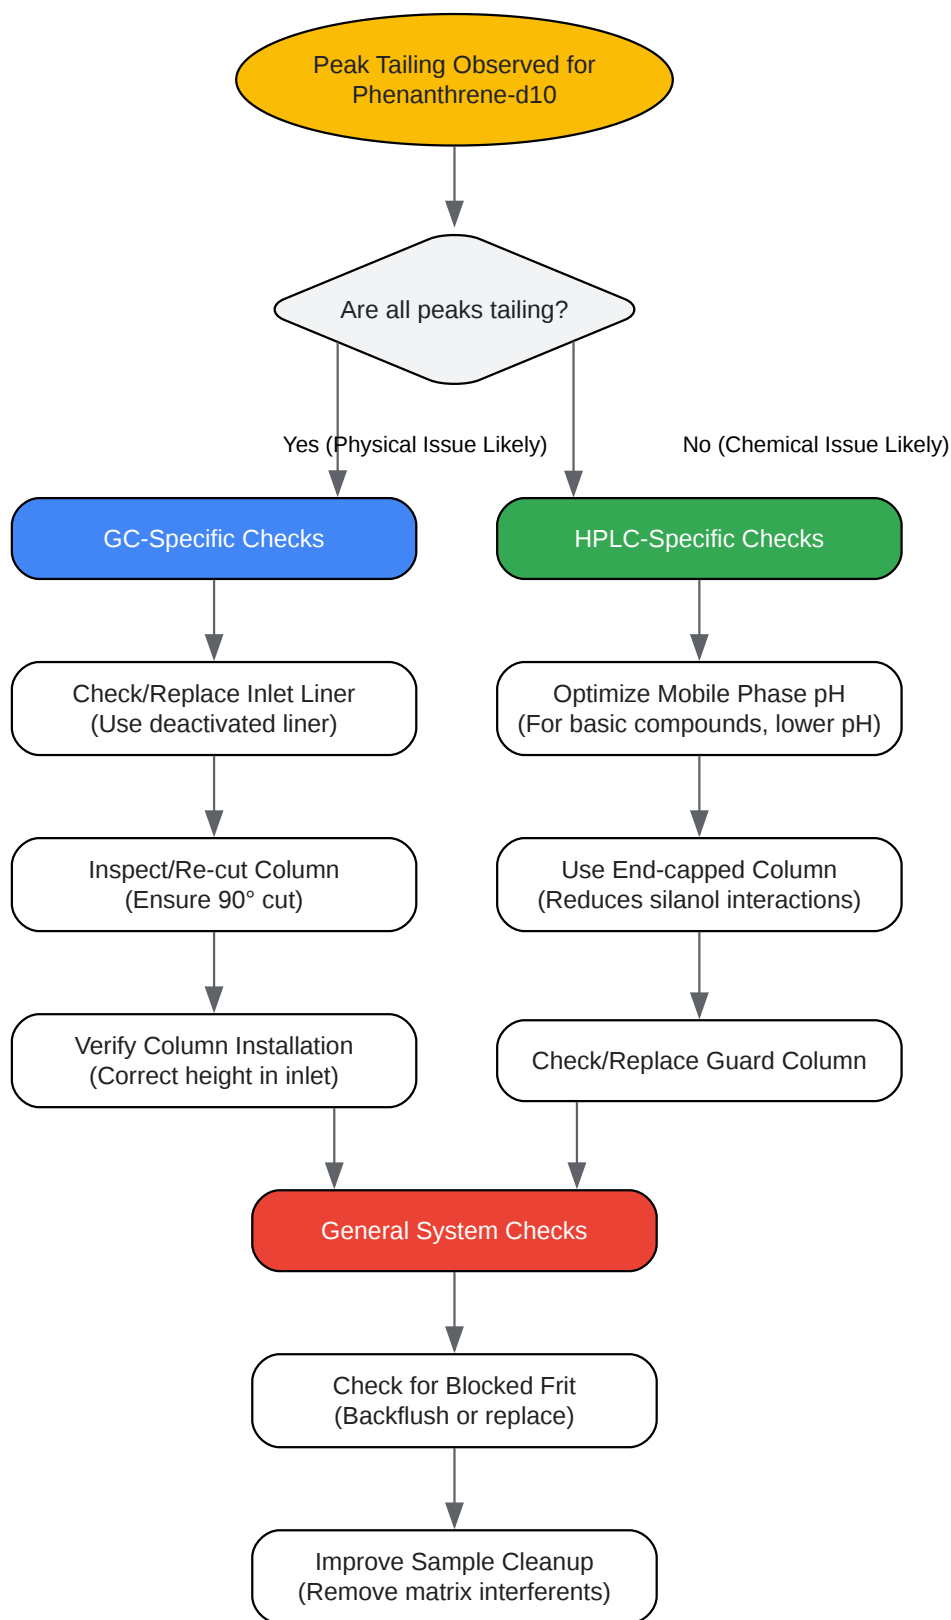 Peak Tailing Observed for
Phenanthrene-d10
Are all peaks tailing?
Yes (Physical Issue Likely)
No (Chemical Issue Likely)
GC-Specific Checks
HPLC-Specific Checks
Check/Replace Inlet Liner
(Use deactivated liner)
Optimize Mobile Phase pH
(For basic compounds, lower pH)
Inspect/Re-cut Column
(Ensure 90° cut)
Use End-capped Column
(Reduces silanol interactions)
Verify Column Installation
(Correct height in inlet)
Check/Replace Guard Column
General System Checks
Check for Blocked Frit
(Backflush or replace)
Improve Sample Cleanup
(Remove matrix interferents)